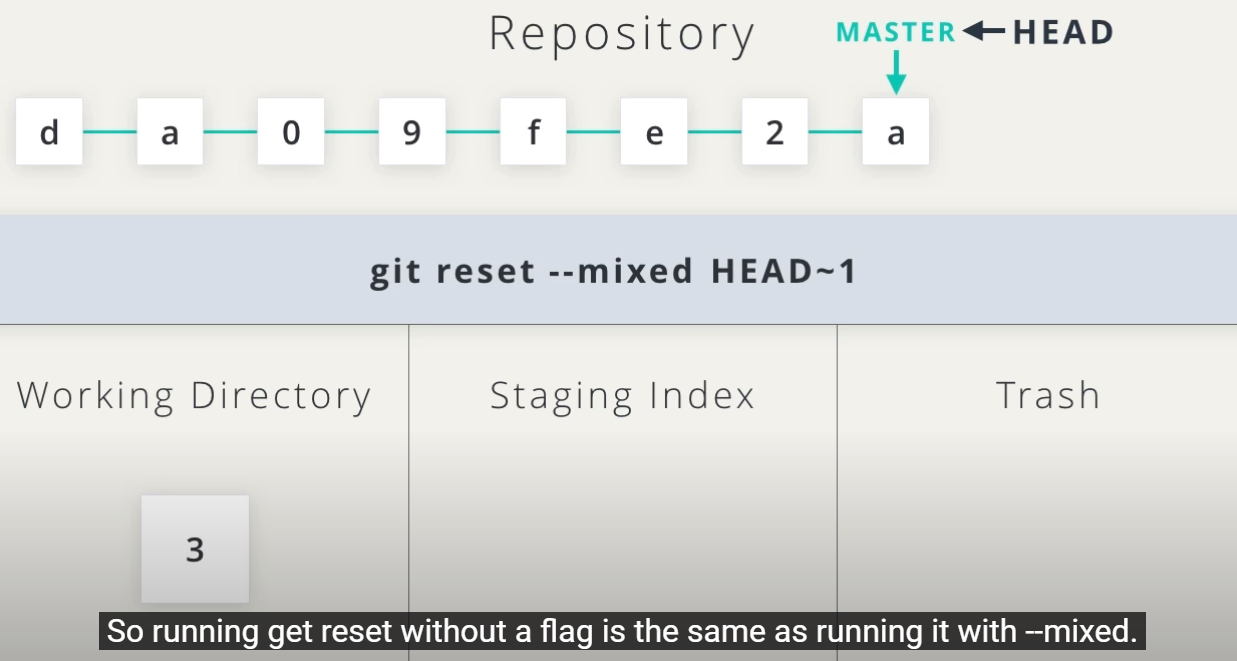 Repository MASTER HEAD
d a 0 9 f e 2 a
git reset --mixed HEAD~1
Working Directory Staging Index Trash
3
So running get reset without a flag is the same as running it with --mixed.